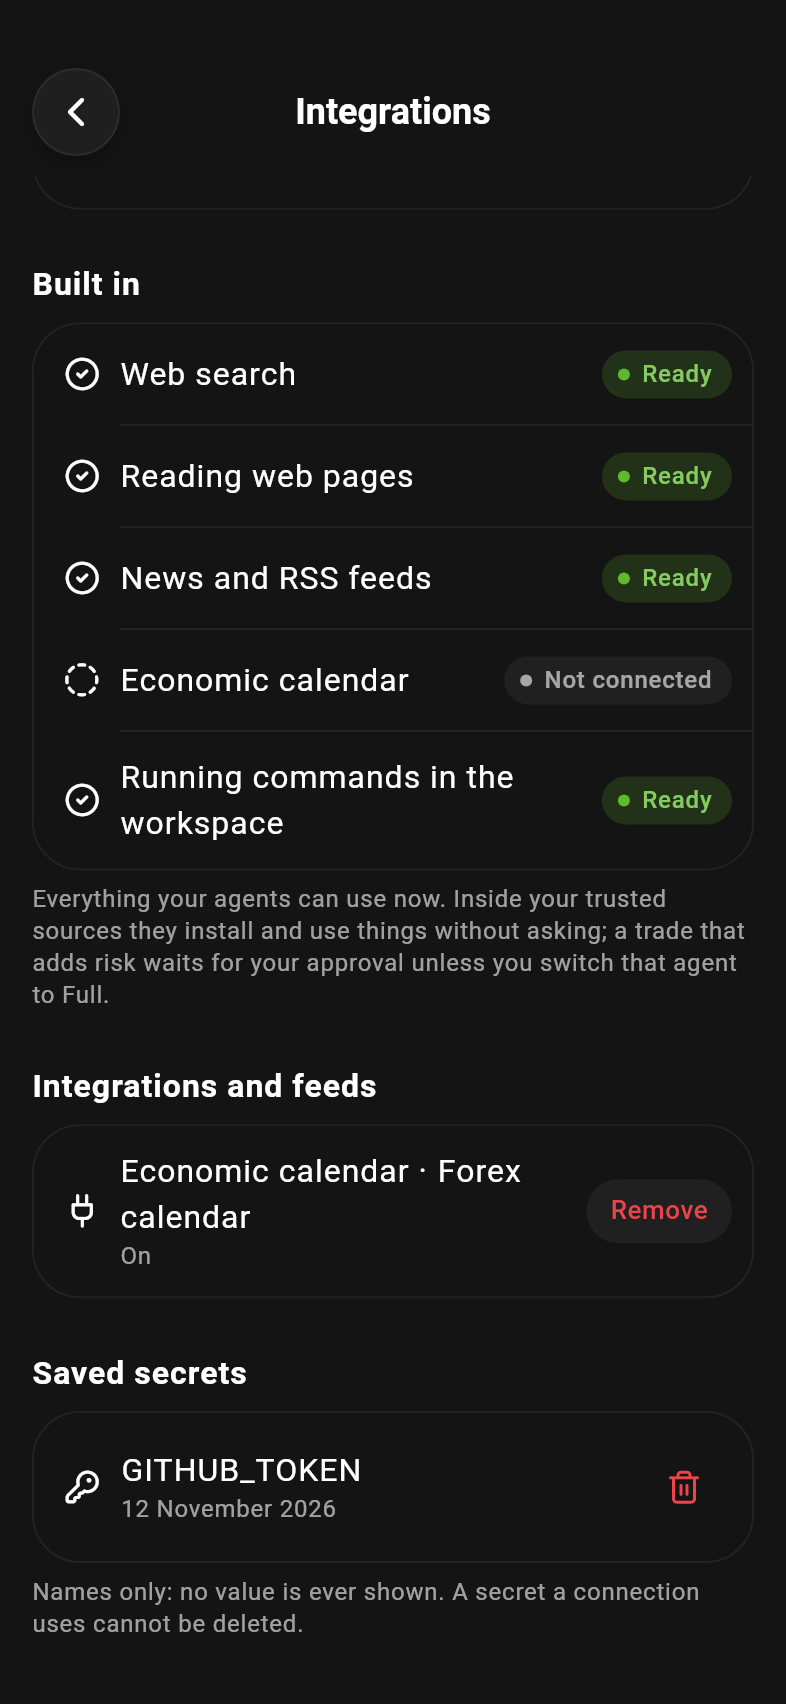 Integrations
Built in
Web search
Ready
Reading web pages
Ready
News and RSS feeds
Ready
Economic calendar
Not connected
Running commands in the
workspace
Ready
Everything your agents can use now. Inside your trusted
sources they install and use things without asking; a trade that
adds risk waits for your approval unless you switch that agent
to Full.
Integrations and feeds
Economic calendar · Forex
calendar
On
Remove
Saved secrets
GITHUB_TOKEN
12 November 2026
Names only: no value is ever shown. A secret a connection
uses cannot be deleted.